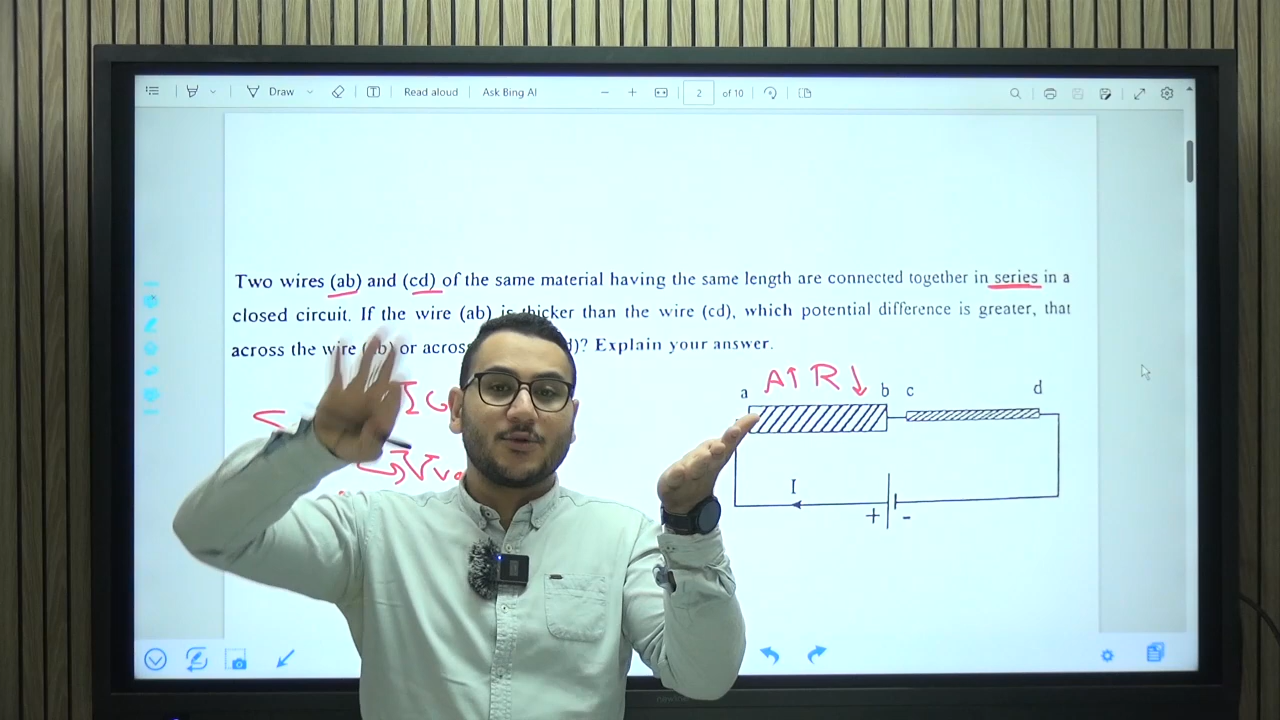 Draw Read aloud Ask Bing AI 2 of 10
Two wires (ab) and (cd) of the same material having the same length are connected together in series in a
closed circuit. If the wire (ab) is thicker than the wire (cd), which potential difference is greater, that
across the wire or across d)? Explain your answer.
A↑ R↓
a b c d
I
+ -